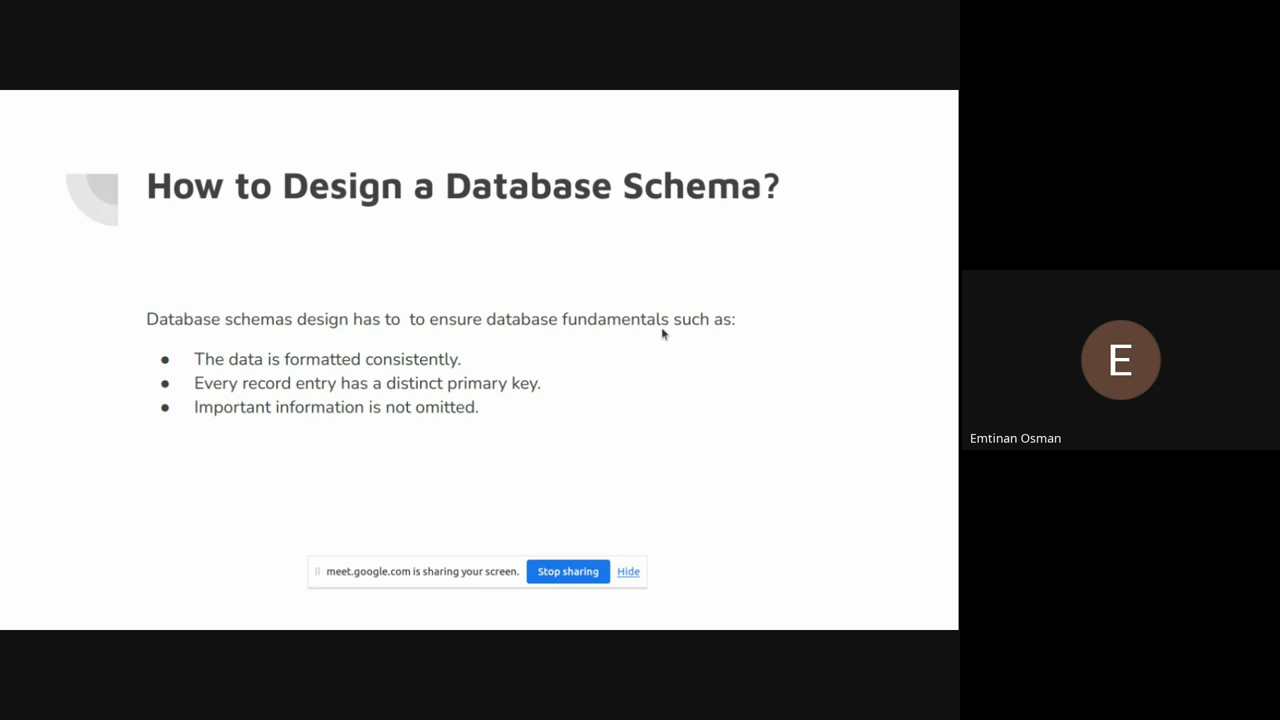 How to Design a Database Schema?
Database schemas design has to  to ensure database fundamentals such as:
● The data is formatted consistently.
● Every record entry has a distinct primary key.
● Important information is not omitted.
meet.google.com is sharing your screen. Stop sharing Hide
E
Emtinan Osman